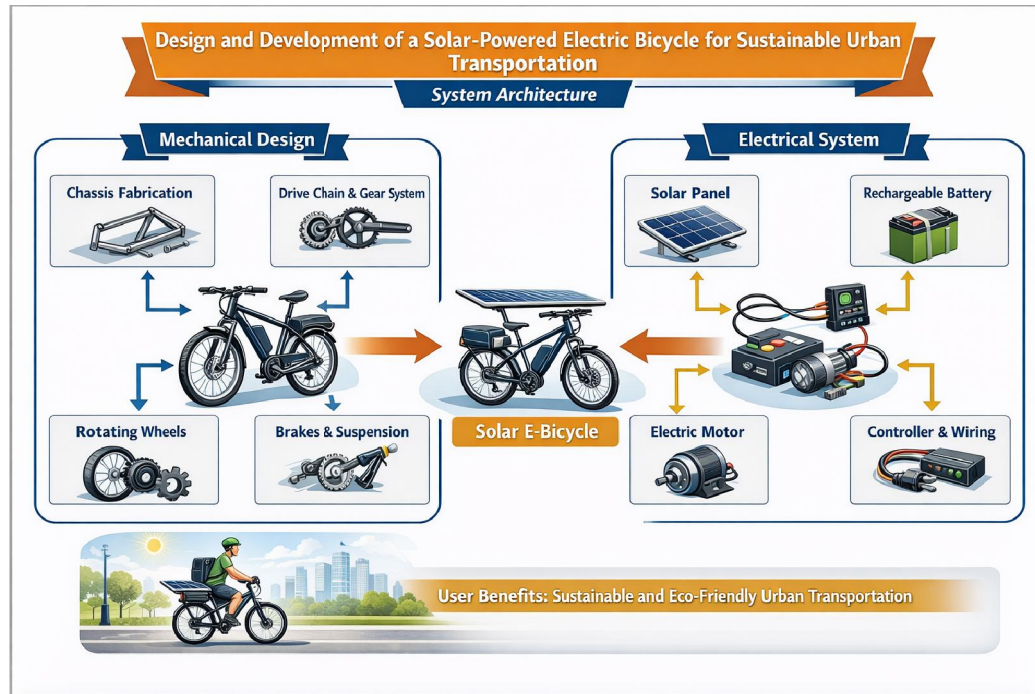 Design and Development of a Solar-Powered Electric Bicycle for Sustainable Urban
Transportation
System Architecture
Mechanical Design
Chassis Fabrication
Drive Chain & Gear System
Rotating Wheels
Brakes & Suspension
Solar E-Bicycle
Electrical System
Solar Panel
Rechargeable Battery
Electric Motor
Controller & Wiring
User Benefits: Sustainable and Eco-Friendly Urban Transportation